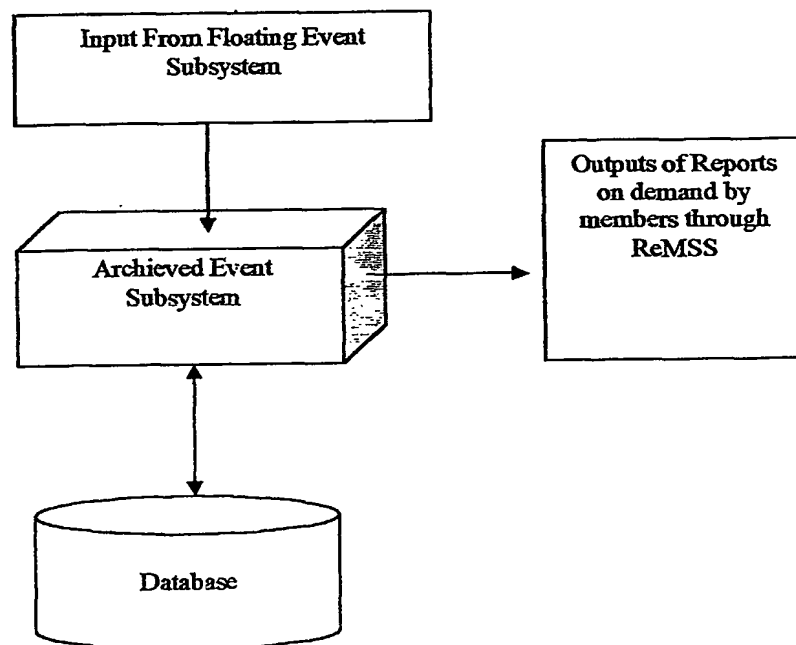 Input From Floating Event
Subsystem
Outputs of Reports
on demand by
members through
ReMSS
Archieved Event
Subsystem
Database